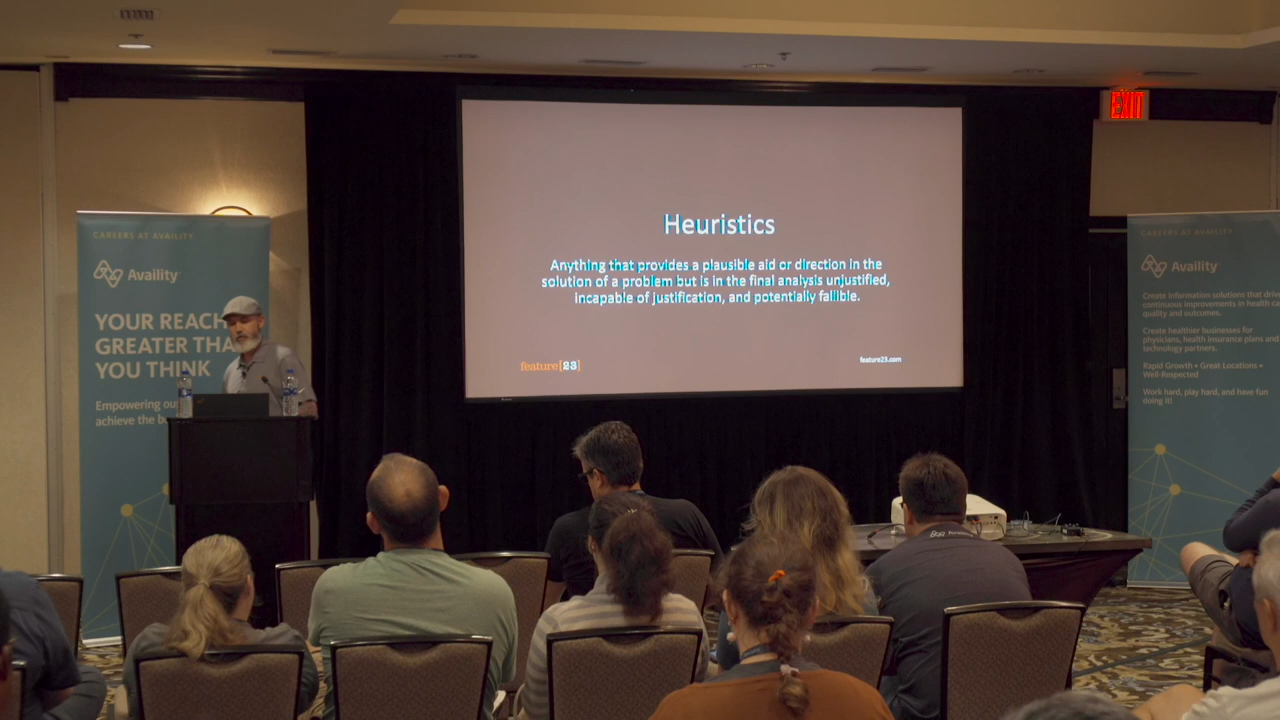 CAREERS AT AVAILITY
Availity
YOUR REACH
GREATER THA
YOU THINK
Empowering ou
achieve the b
Heuristics
Anything that provides a plausible aid or direction in the
solution of a problem but is in the final analysis unjustified,
incapable of justification, and potentially fallible.
feature[23]
feature23.com
EXIT
CAREERS AT AVAILITY
Availity
Create information solutions that driv
continuous improvements in health ca
quality and outcomes.
Create healthier businesses for
physicians, health insurance plans and
technology partners.
Rapid Growth • Great Locations •
Well-Respected
Work hard, play hard, and have fun
doing it!